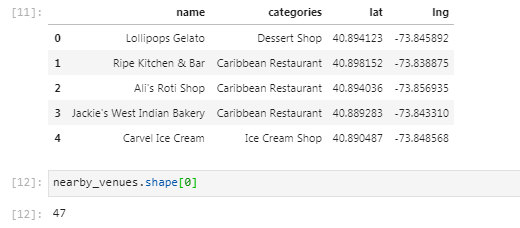 [11]: name categories lat lng
0 Lollipops Gelato Dessert Shop 40.894123 -73.845892
1 Ripe Kitchen & Bar Caribbean Restaurant 40.898152 -73.838875
2 Ali's Roti Shop Caribbean Restaurant 40.894036 -73.856935
3 Jackie's West Indian Bakery Caribbean Restaurant 40.889283 -73.843310
4 Carvel Ice Cream Ice Cream Shop 40.890487 -73.848568
[12]: nearby_venues.shape[0]
[12]: 47